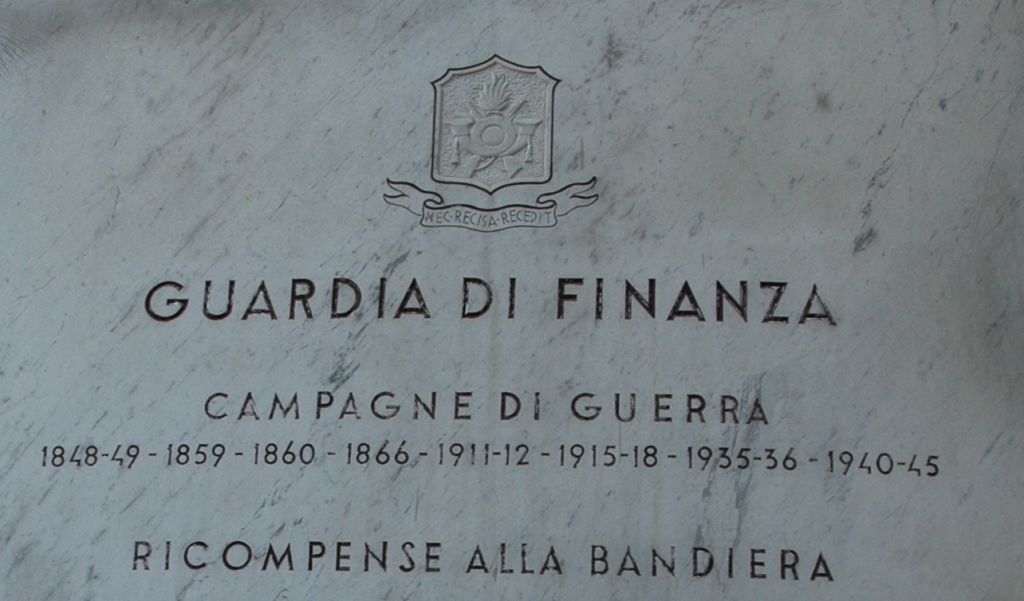 NEC·RECISA·RECEDIT
GUARDIA DI FINANZA
CAMPAGNE DI GUERRA
1848-49 - 1859 - 1860 - 1866 - 1911-12 - 1915-18 - 1935-36 - 1940-45
RICOMPENSE ALLA BANDIERA